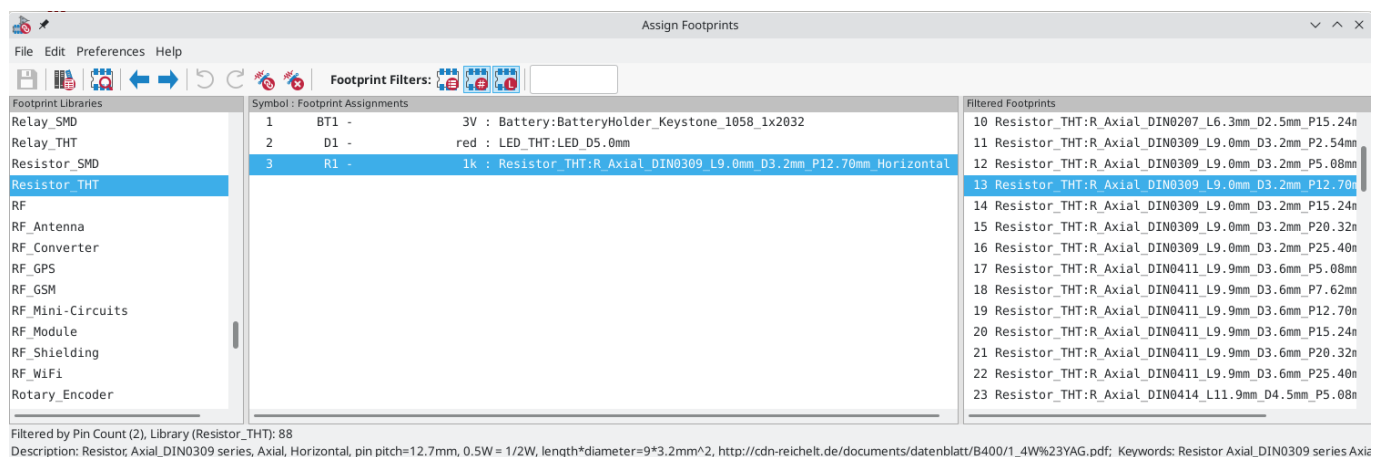 Assign Footprints
File Edit Preferences Help
Footprint Filters:
Footprint Libraries
Relay_SMD
Relay_THT
Resistor_SMD
Resistor_THT
RF
RF_Antenna
RF_Converter
RF_GPS
RF_GSM
RF_Mini-Circuits
RF_Module
RF_Shielding
RF_WiFi
Rotary_Encoder
Symbol : Footprint Assignments
1 BT1 - 3V : Battery:BatteryHolder_Keystone_1058_1x2032
2 D1 - red : LED_THT:LED_D5.0mm
3 R1 - 1k : Resistor_THT:R_Axial_DIN0309_L9.0mm_D3.2mm_P12.70mm_Horizontal
Filtered Footprints
10 Resistor_THT:R_Axial_DIN0207_L6.3mm_D2.5mm_P15.24m
11 Resistor_THT:R_Axial_DIN0309_L9.0mm_D3.2mm_P2.54mm
12 Resistor_THT:R_Axial_DIN0309_L9.0mm_D3.2mm_P5.08mm
13 Resistor_THT:R_Axial_DIN0309_L9.0mm_D3.2mm_P12.70m
14 Resistor_THT:R_Axial_DIN0309_L9.0mm_D3.2mm_P15.24m
15 Resistor_THT:R_Axial_DIN0309_L9.0mm_D3.2mm_P20.32m
16 Resistor_THT:R_Axial_DIN0309_L9.0mm_D3.2mm_P25.40m
17 Resistor_THT:R_Axial_DIN0411_L9.9mm_D3.6mm_P5.08mm
18 Resistor_THT:R_Axial_DIN0411_L9.9mm_D3.6mm_P7.62mm
19 Resistor_THT:R_Axial_DIN0411_L9.9mm_D3.6mm_P12.70m
20 Resistor_THT:R_Axial_DIN0411_L9.9mm_D3.6mm_P15.24m
21 Resistor_THT:R_Axial_DIN0411_L9.9mm_D3.6mm_P20.32m
22 Resistor_THT:R_Axial_DIN0411_L9.9mm_D3.6mm_P25.40m
23 Resistor_THT:R_Axial_DIN0414_L11.9mm_D4.5mm_P5.08m
Filtered by Pin Count (2), Library (Resistor_THT): 88
Description: Resistor, Axial_DIN0309 series, Axial, Horizontal, pin pitch=12.7mm, 0.5W = 1/2W, length*diameter=9*3.2mm^2, http://cdn-reichelt.de/documents/datenblatt/B400/1_4W%23YAG.pdf; Keywords: Resistor Axial_DIN0309 series Axia